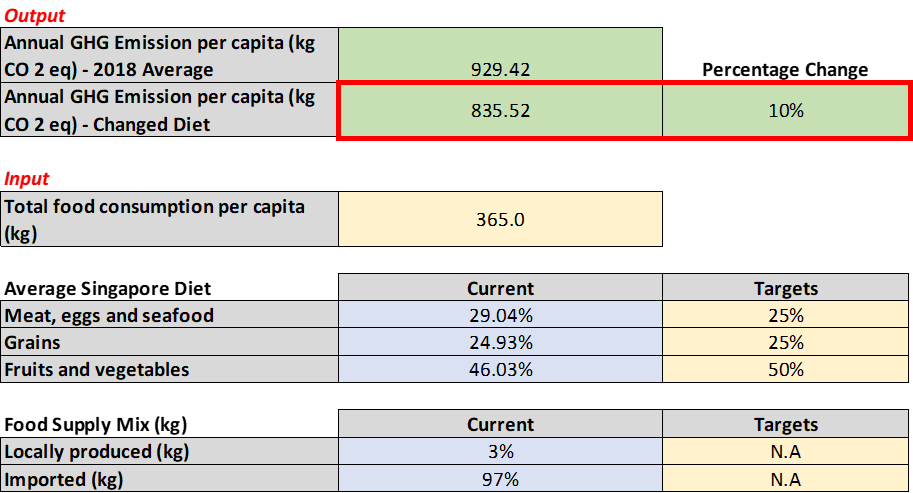 Output
Annual GHG Emission per capita (kg
CO 2 eq) - 2018 Average 929.42 Percentage Change
Annual GHG Emission per capita (kg
CO 2 eq) - Changed Diet 835.52 10%
Input
Total food consumption per capita
(kg) 365.0
Average Singapore Diet Current Targets
Meat, eggs and seafood 29.04% 25%
Grains 24.93% 25%
Fruits and vegetables 46.03% 50%
Food Supply Mix (kg) Current Targets
Locally produced (kg) 3% N.A
Imported (kg) 97% N.A